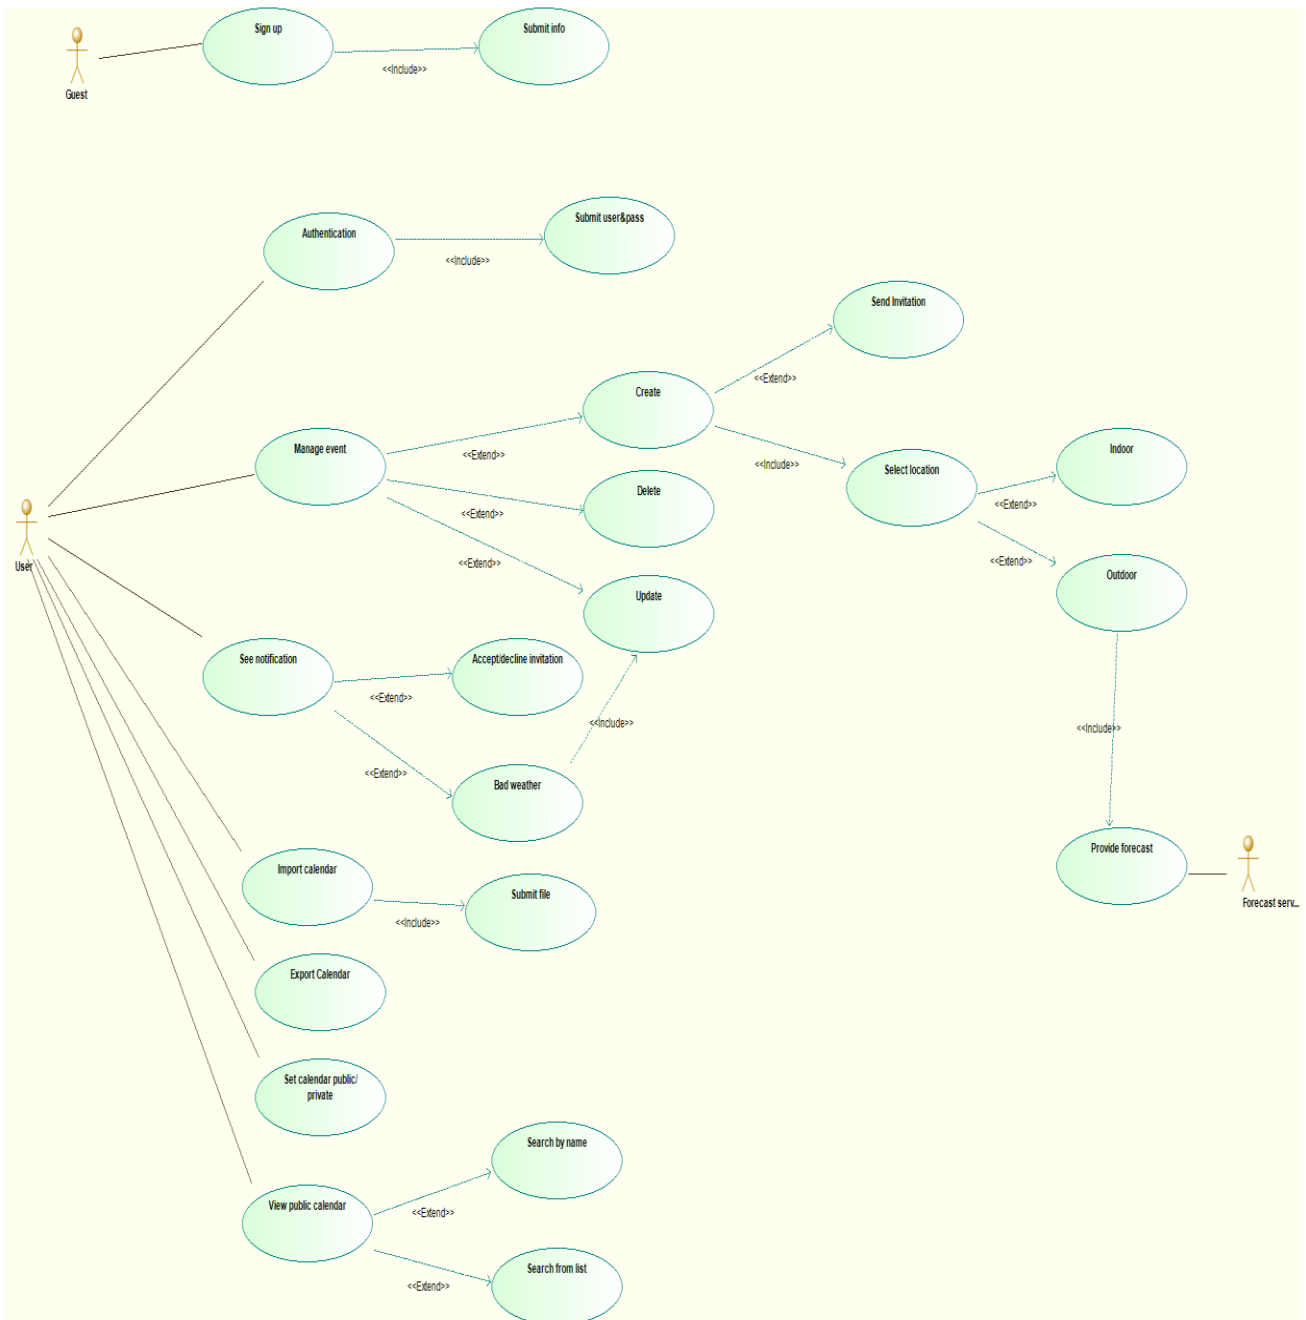 Sign up
Submit info
<<Include>>
Guest
Submit user&pass
Authentication
<<Include>>
Send Invitation
<<Extend>>
Create
Manage event
<<Extend>>
<<Include>>
Indoor
Select location
Delete
<<Extend>>
<<Extend>>
<<Extend>>
<<Extend>>
User
Outdoor
Update
See notification
Accept/decline invitation
<<Extend>>
<<Include>>
<<Include>>
<<Extend>>
Bad weather
Provide forecast
Import calendar
Submit file
Forecast serv...
<<Include>>
Export Calendar
Set calendar public/
private
Search by name
View public calendar
<<Extend>>
Search from list
<<Extend>>